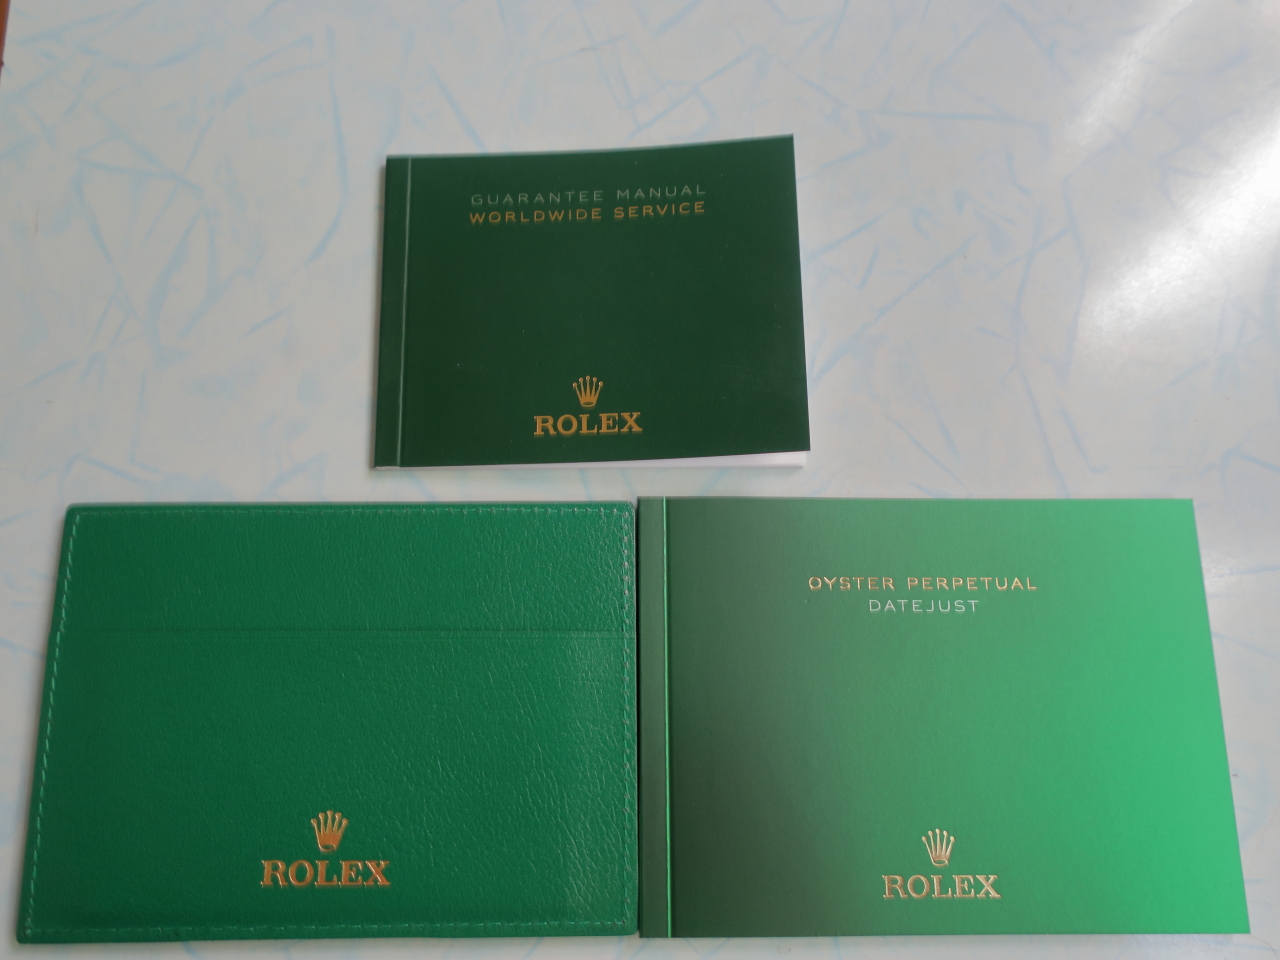 GUARANTEE MANUAL
WORLDWIDE SERVICE
ROLEX
ROLEX
OYSTER PERPETUAL
DATEJUST
ROLEX